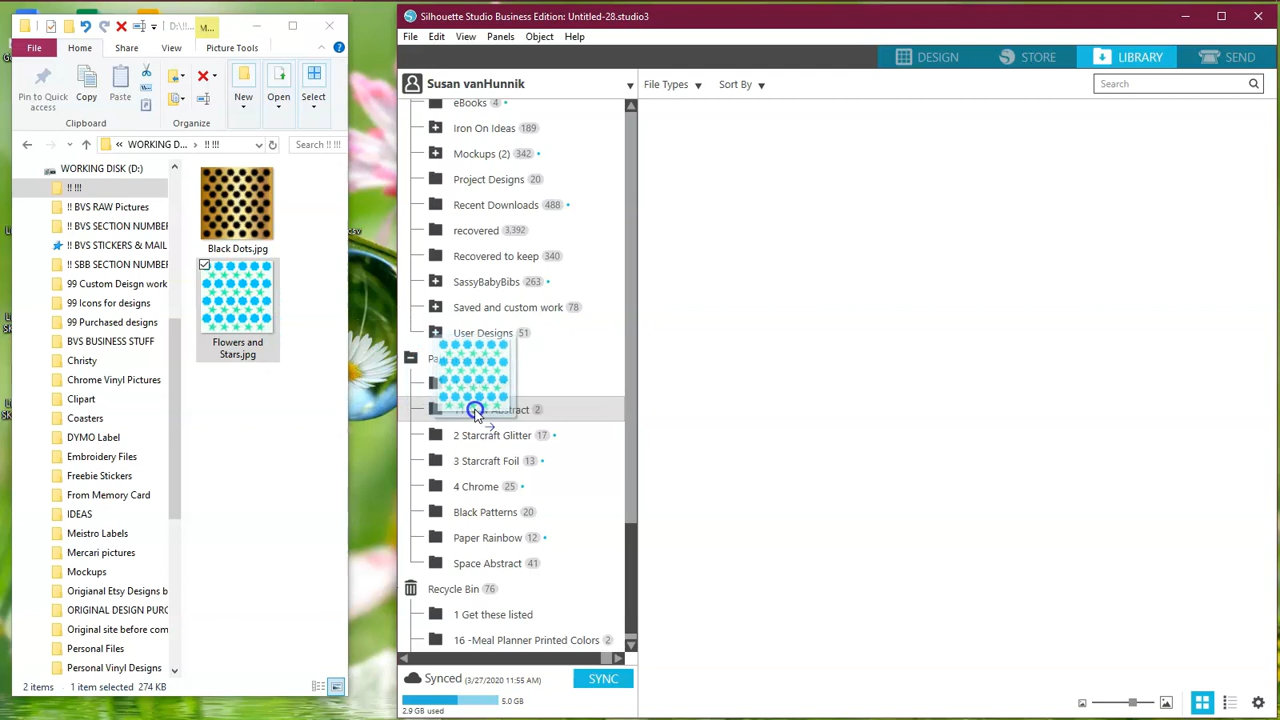 D:\!!...
M...
File
Home
Share
View
Picture Tools
Pin to Quick access
Copy
Paste
Clipboard
Organize
New
Open
Select
« WORKING D... › !! !!!
Search !! !!!
WORKING DISK (D:)
!! !!!
!! BVS RAW Pictures
!! BVS SECTION NUMBE
!! BVS STICKERS & MAIL
!! SBB SECTION NUMBE
99 Custom Deisgn work
99 Icons for designs
99 Purchased designs
BVS BUSINESS STUFF
Christy
Chrome Vinyl Pictures
Clipart
Coasters
DYMO Label
Embroidery Files
Freebie Stickers
From Memory Card
IDEAS
Meistro Labels
Mercari pictures
Mockups
Origianal Etsy Designs b
ORIGINAL DESIGN PURC
Original site before com
Personal Files
Personal Vinyl Designs
Black Dots.jpg
Flowers and
Stars.jpg
2 items
1 item selected 274 KB
csv
Silhouette Studio Business Edition: Untitled-28.studio3
File Edit View Panels Object Help
DESIGN
STORE
LIBRARY
SEND
Susan vanHunnik
File Types
Sort By
Search
eBooks 4
Iron On Ideas 189
Mockups (2) 342
Project Designs 20
Recent Downloads 488
recovered 3,392
Recovered to keep 340
SassyBabyBibs 263
Saved and custom work 78
User Designs 51
Abstract 2
2 Starcraft Glitter 17
3 Starcraft Foil 13
4 Chrome 25
Black Patterns 20
Paper Rainbow 12
Space Abstract 41
Recycle Bin 76
1 Get these listed
16 -Meal Planner Printed Colors 2
Synced (3/27/2020 11:55 AM)
SYNC
5.0 GB
2.9 GB used